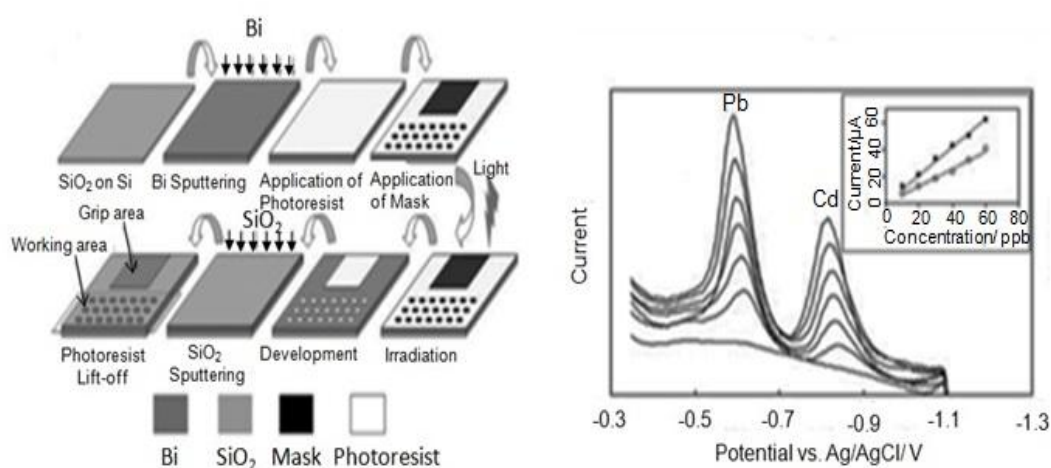 Bi
SiO2 on Si
Bi Sputtering
Application of
Photoresist
Application
of Mask
Light
Grip area
Working area
SiO2
Photoresist
Lift-off
SiO2
Sputtering
Development
Irradiation
Bi
SiO2
Mask
Photoresist
Current
Pb
Cd
Current/µA
60
40
20
0
0
20
40
60
80
Concentration/ ppb
-0.3
-0.5
-0.7
-0.9
-1.1
-1.3
Potential vs. Ag/AgCl/ V